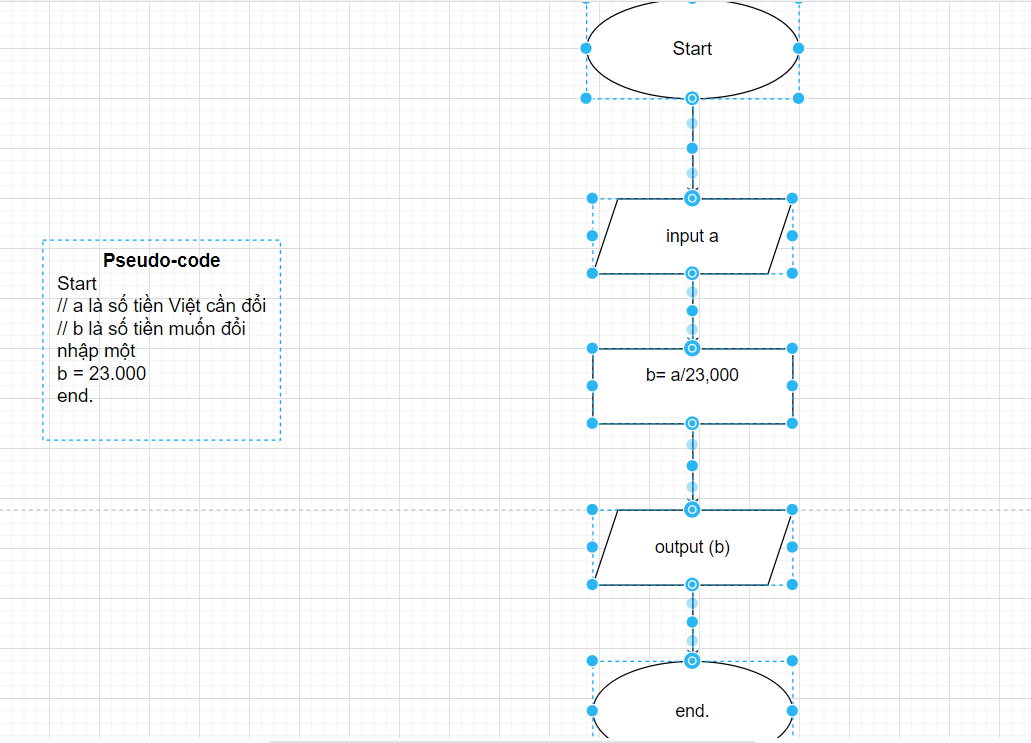 Start
input a
Pseudo-code
Start
// a là số tiền Việt cần đổi
// b là số tiền muốn đổi
nhập một
b = 23.000
end.
b= a/23,000
output (b)
end.